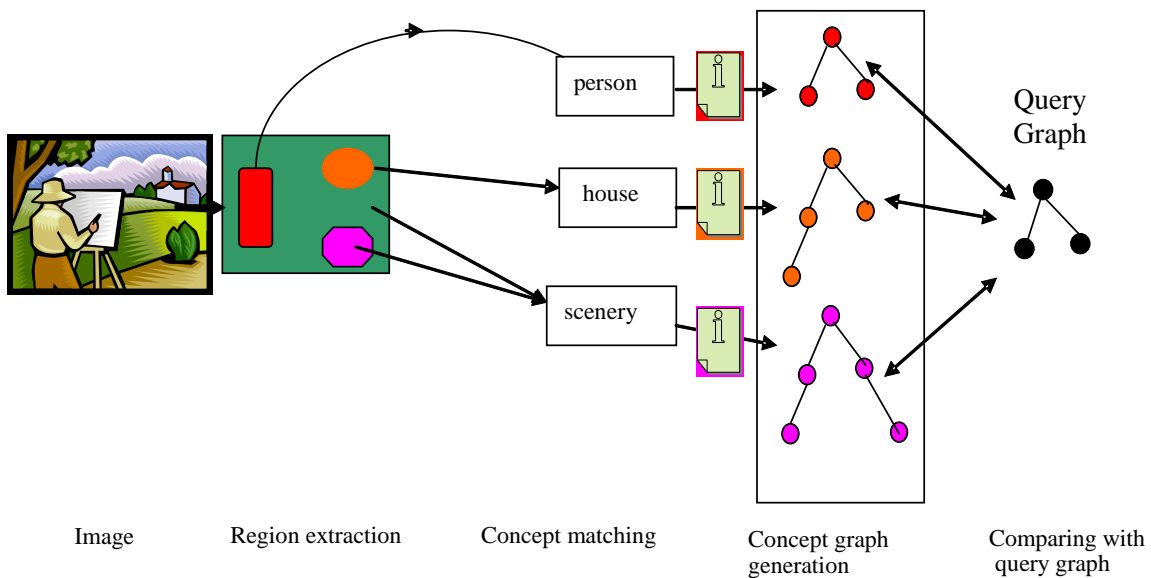 person
i
Query
Graph
house
i
scenery
i
Image
Region extraction
Concept matching
Concept graph
generation
Comparing with
query graph